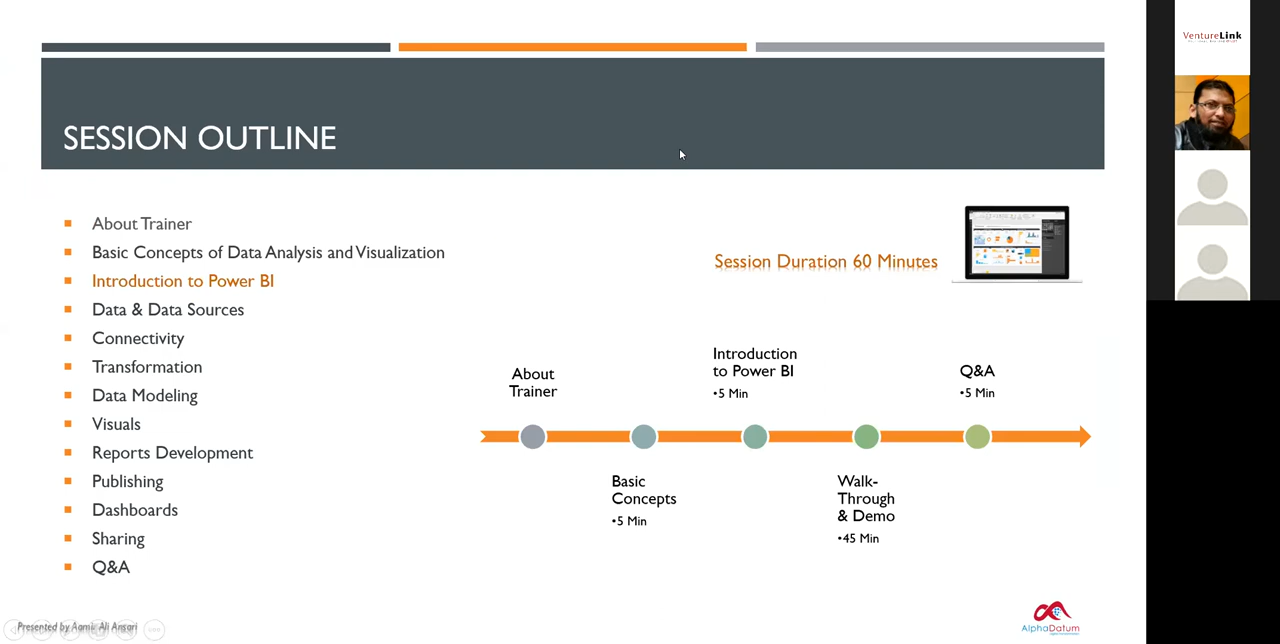 SESSION OUTLINE
About Trainer
Basic Concepts of Data Analysis and Visualization
Introduction to Power BI
Data & Data Sources
Connectivity
Transformation
Data Modeling
Visuals
Reports Development
Publishing
Dashboards
Sharing
Q&A
Session Duration 60 Minutes
About
Trainer
Basic
Concepts
•5 Min
Introduction
to Power BI
•5 Min
Walk-
Through
& Demo
•45 Min
Q&A
•5 Min
Presented by Aamir Ali Ansari
AlphaDatum
VentureLink